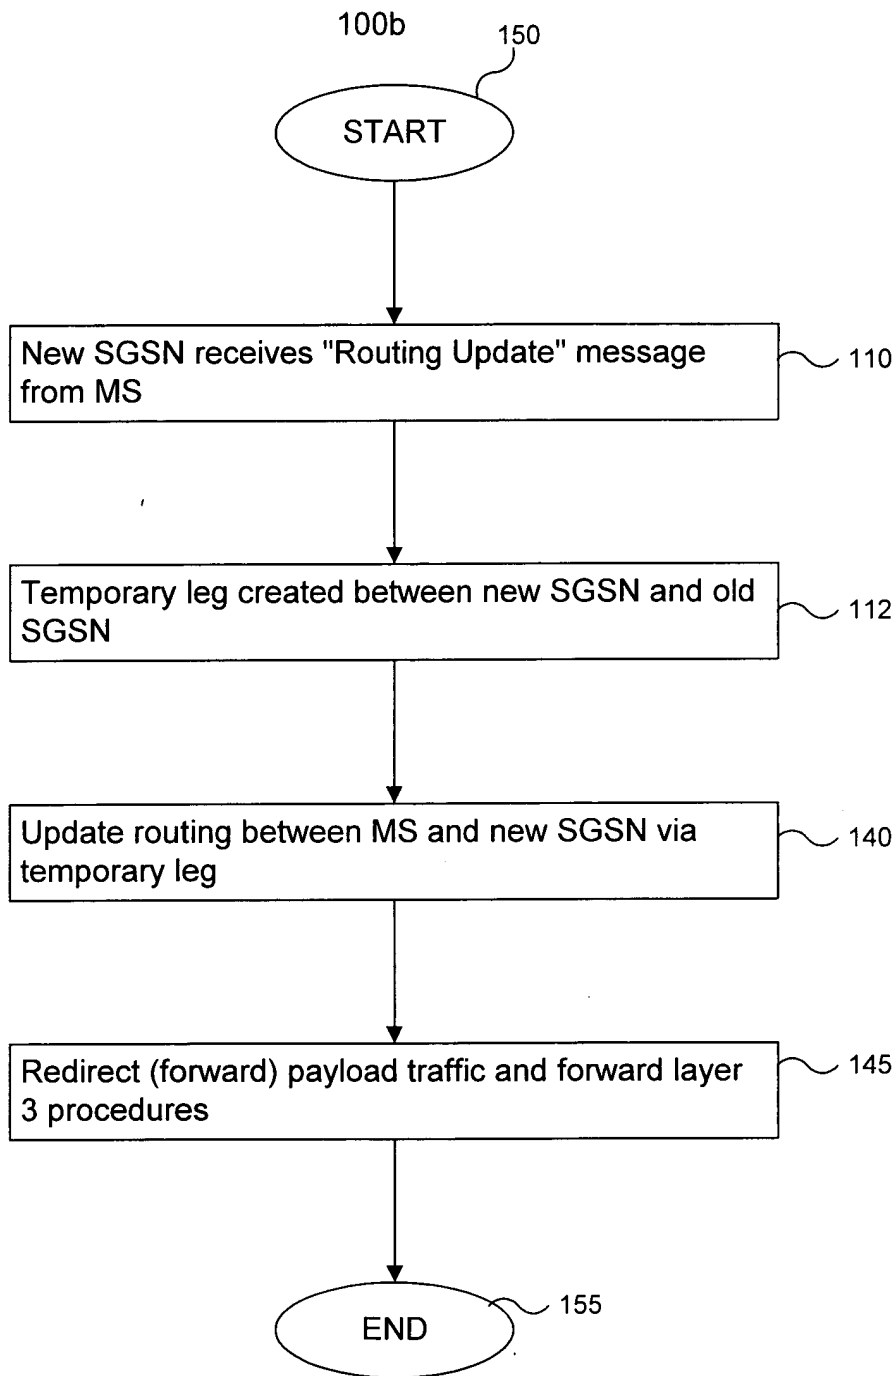 100b
150
START
New SGSN receives "Routing Update" message
from MS
110
Temporary leg created between new SGSN and old
SGSN
112
Update routing between MS and new SGSN via
temporary leg
140
Redirect (forward) payload traffic and forward layer
3 procedures
145
END
155